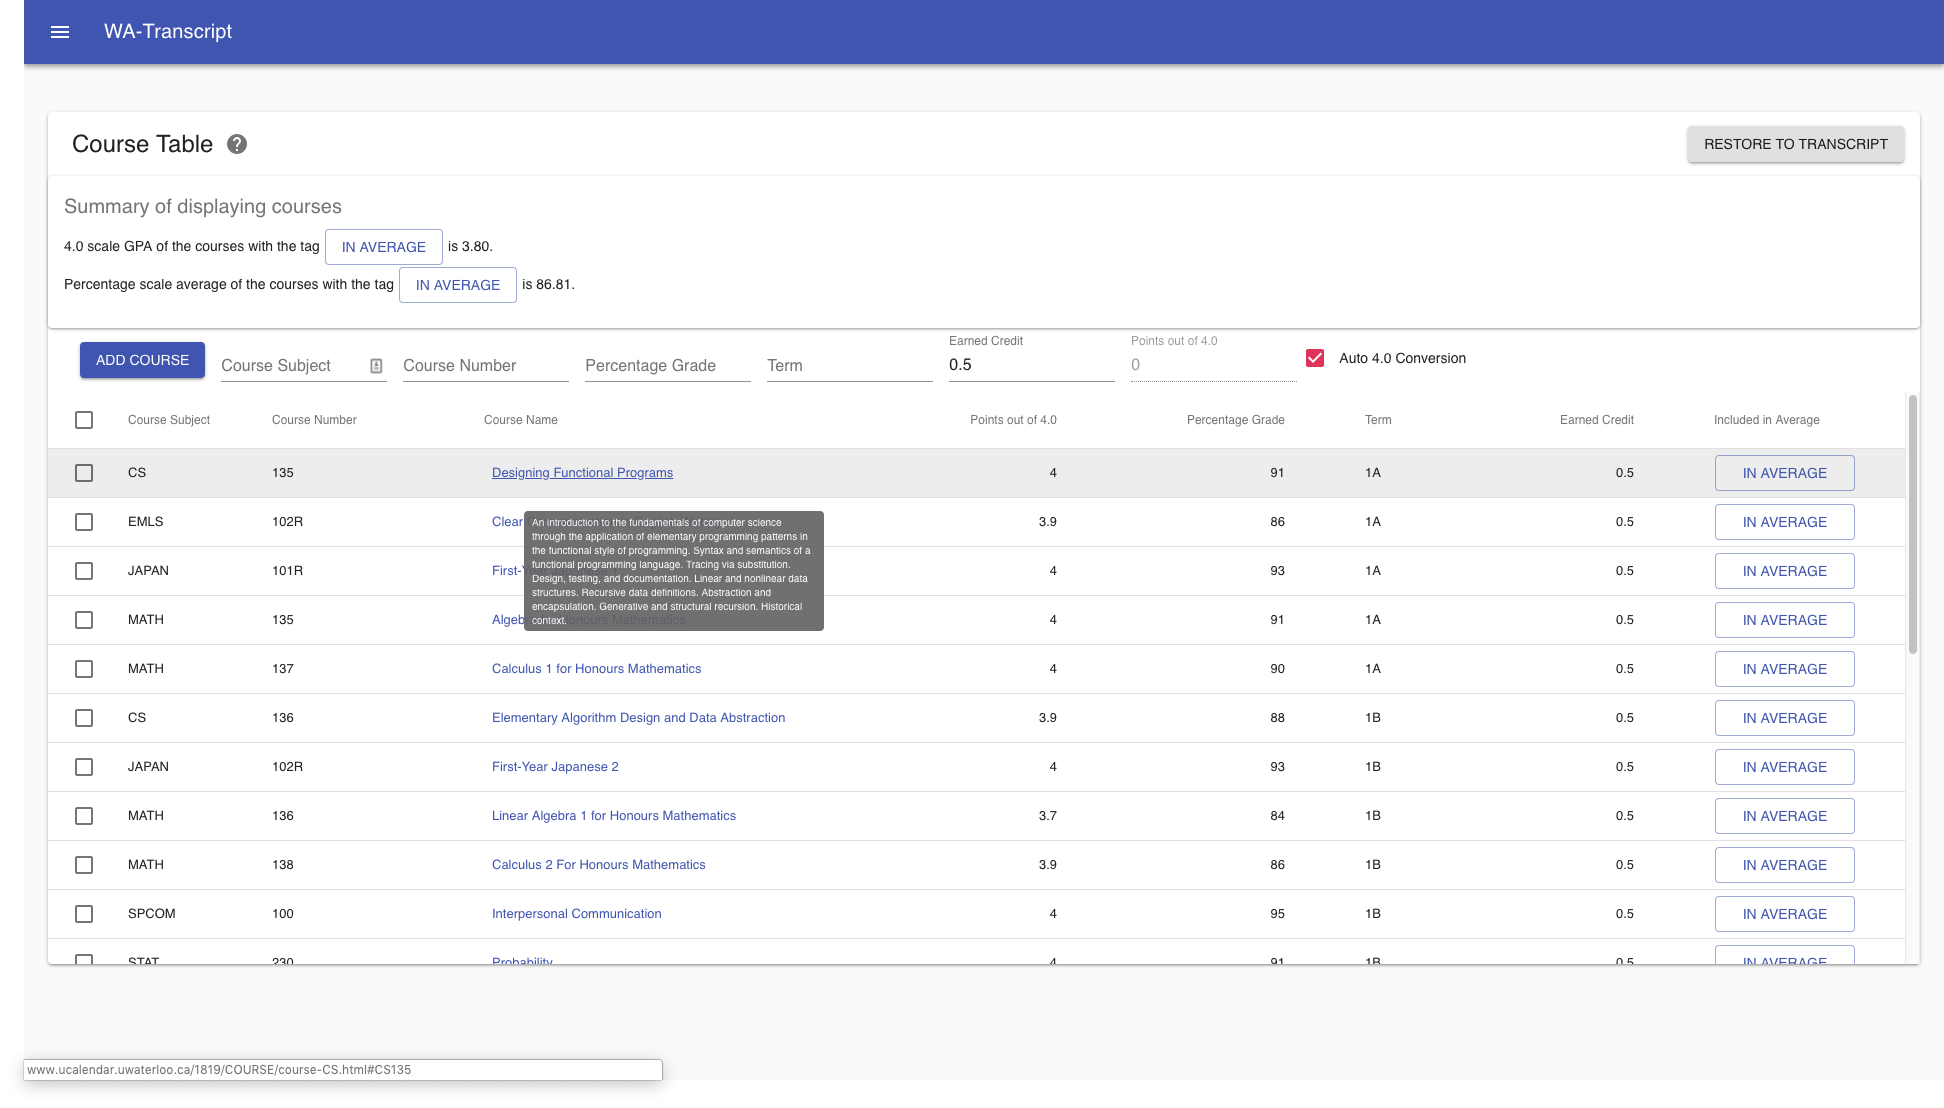 WA-Transcript
Course Table ?
RESTORE TO TRANSCRIPT
Summary of displaying courses
4.0 scale GPA of the courses with the tag IN AVERAGE is 3.80.
Percentage scale average of the courses with the tag IN AVERAGE is 86.81.
ADD COURSE Course Subject Course Number Percentage Grade Term Earned Credit 0.5 Points out of 4.0 0 Auto 4.0 Conversion
Course Subject Course Number Course Name Points out of 4.0 Percentage Grade Term Earned Credit Included in Average
CS 135 Designing Functional Programs 4 91 1A 0.5 IN AVERAGE
EMLS 102R Clear 3.9 86 1A 0.5 IN AVERAGE
An introduction to the fundamentals of computer science
through the application of elementary programming patterns in
the functional style of programming. Syntax and semantics of a
functional programming language. Tracing via substitution.
Design, testing, and documentation. Linear and nonlinear data
structures. Recursive data definitions. Abstraction and
encapsulation. Generative and structural recursion. Historical
context.
JAPAN 101R First-Year 4 93 1A 0.5 IN AVERAGE
MATH 135 Honours Mathematics 4 91 1A 0.5 IN AVERAGE
MATH 137 Calculus 1 for Honours Mathematics 4 90 1A 0.5 IN AVERAGE
CS 136 Elementary Algorithm Design and Data Abstraction 3.9 88 1B 0.5 IN AVERAGE
JAPAN 102R First-Year Japanese 2 4 93 1B 0.5 IN AVERAGE
MATH 136 Linear Algebra 1 for Honours Mathematics 3.7 84 1B 0.5 IN AVERAGE
MATH 138 Calculus 2 For Honours Mathematics 3.9 86 1B 0.5 IN AVERAGE
SPCOM 100 Interpersonal Communication 4 95 1B 0.5 IN AVERAGE
STAT 230 Probability 4 91 1B 0.5 IN AVERAGE
www.ucalendar.uwaterloo.ca/1819/COURSE/course-CS.html#CS135